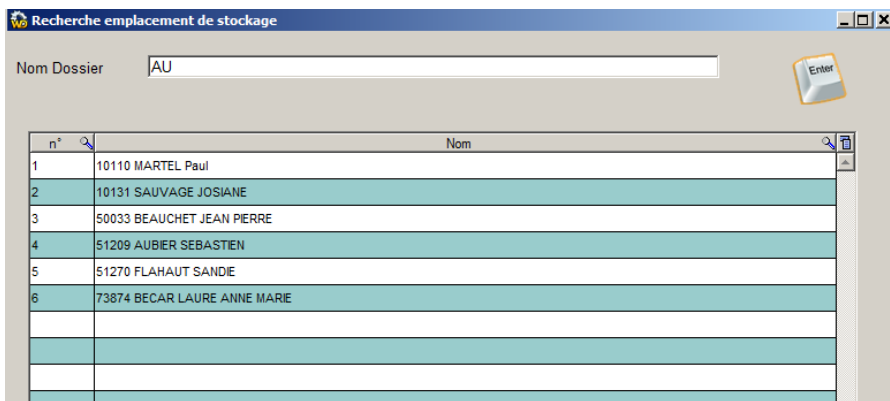 Recherche emplacement de stockage
Nom Dossier AU
Enter
n° Nom
1 10110 MARTEL Paul
2 10131 SAUVAGE JOSIANE
3 50033 BEAUCHET JEAN PIERRE
4 51209 AUBIER SEBASTIEN
5 51270 FLAHAUT SANDIE
6 73874 BECAR LAURE ANNE MARIE